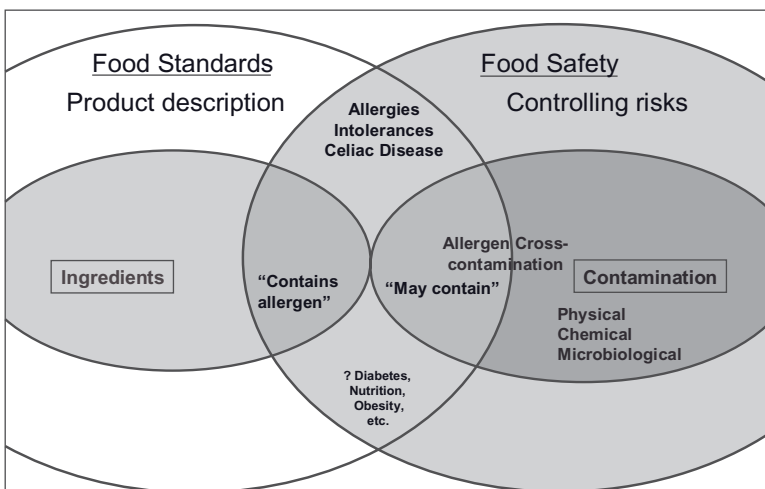 Food Standards
Product description
Food Safety
Controlling risks
Allergies
Intolerances
Celiac Disease
Ingredients
“Contains
allergen”
Allergen Cross-
contamination
“May contain”
Contamination
Physical
Chemical
Microbiological
? Diabetes,
Nutrition,
Obesity,
etc.